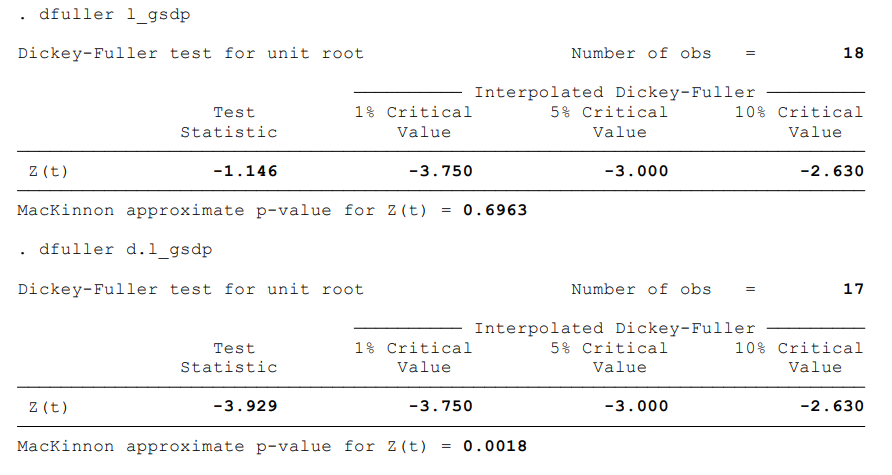 . dfuller l_gsdp
Dickey-Fuller test for unit root Number of obs = 18
Interpolated Dickey-Fuller
Test 1% Critical 5% Critical 10% Critical
Statistic Value Value Value
Z(t) -1.146 -3.750 -3.000 -2.630
MacKinnon approximate p-value for Z(t) = 0.6963
. dfuller d.l_gsdp
Dickey-Fuller test for unit root Number of obs = 17
Interpolated Dickey-Fuller
Test 1% Critical 5% Critical 10% Critical
Statistic Value Value Value
Z(t) -3.929 -3.750 -3.000 -2.630
MacKinnon approximate p-value for Z(t) = 0.0018